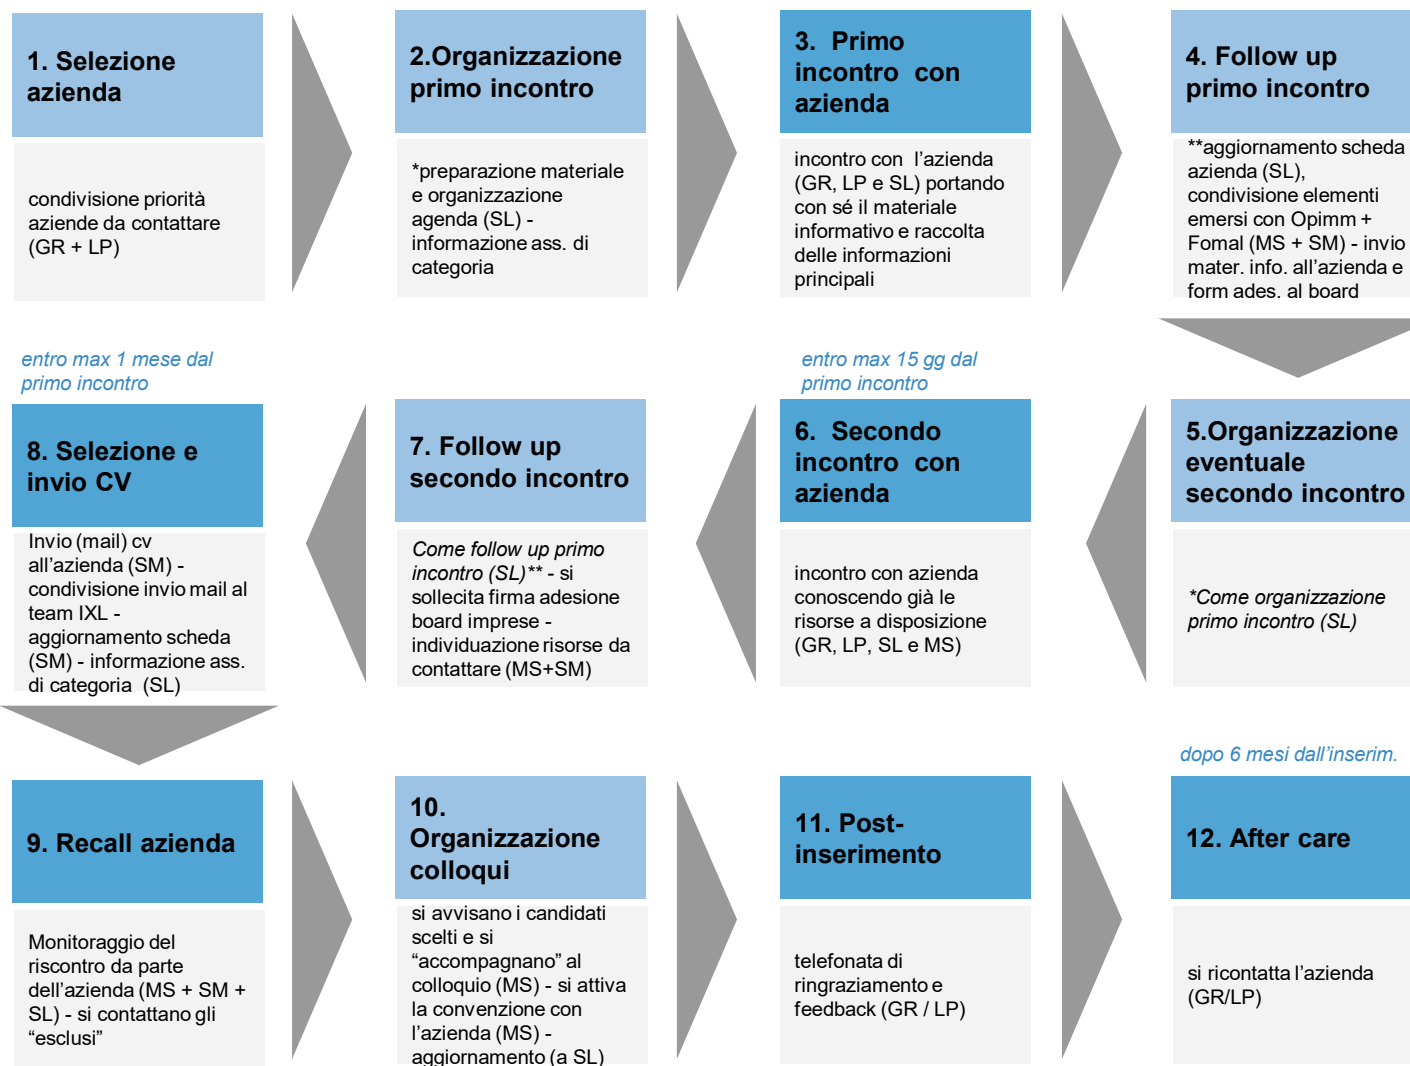 1. Selezione
azienda
condivisione priorità
aziende da contattare
(GR + LP)
2.Organizzazione
primo incontro
*preparazione materiale
e organizzazione
agenda (SL) -
informazione ass. di
categoria
3. Primo
incontro con
azienda
incontro con l’azienda
(GR, LP e SL) portando
con sé il materiale
informativo e raccolta
delle informazioni
principali
4. Follow up
primo incontro
**aggiornamento scheda
azienda (SL),
condivisione elementi
emersi con Opimm +
Fomal (MS + SM) - invio
mater. info. all’azienda e
form ades. al board
5.Organizzazione
eventuale
secondo incontro
*Come organizzazione
primo incontro (SL)
entro max 15 gg dal
primo incontro
6. Secondo
incontro con
azienda
incontro con azienda
conoscendo già le
risorse a disposizione
(GR, LP, SL e MS)
7. Follow up
secondo incontro
Come follow up primo
incontro (SL)** - si
sollecita firma adesione
board imprese -
individuazione risorse da
contattare (MS+SM)
entro max 1 mese dal
primo incontro
8. Selezione e
invio CV
Invio (mail) cv
all’azienda (SM) -
condivisione invio mail al
team IXL -
aggiornamento scheda
(SM) - informazione ass.
di categoria (SL)
9. Recall azienda
Monitoraggio del
riscontro da parte
dell’azienda (MS + SM +
SL) - si contattano gli
“esclusi”
10.
Organizzazione
colloqui
si avvisano i candidati
scelti e si
“accompagnano” al
colloquio (MS) - si attiva
la convenzione con
l’azienda (MS) -
aggiornamento (a SL)
11. Post-
inserimento
telefonata di
ringraziamento e
feedback (GR / LP)
dopo 6 mesi dall’inserim.
12. After care
si ricontatta l’azienda
(GR/LP)